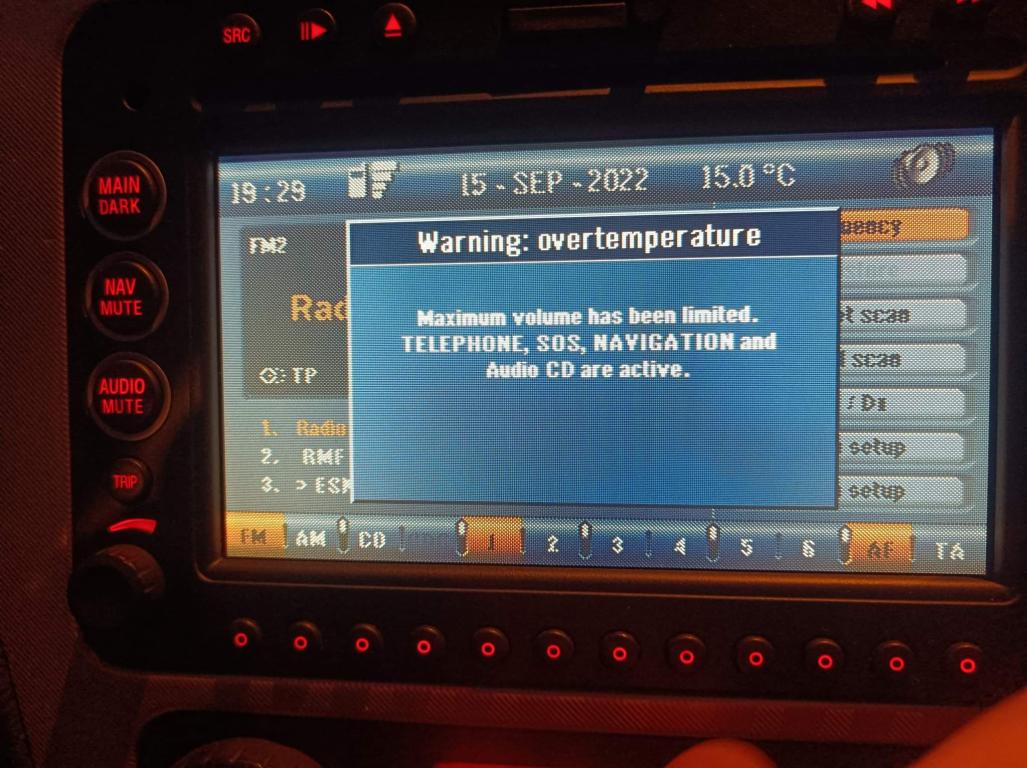 SRC
MAIN
DARK
NAV
MUTE
AUDIO
MUTE
TRIP
19:29 15 - SEP - 2022 15.0 °C
FM2
Warning: overtemperature
Maximum volume has been limited.
TELEPHONE, SOS, NAVIGATION and
Audio CD are active.
TP
1. Radio
2. RMF
3. >
scan
scan
setup
setup
FM AM CD 1 2 3 4 5 6 AF TA